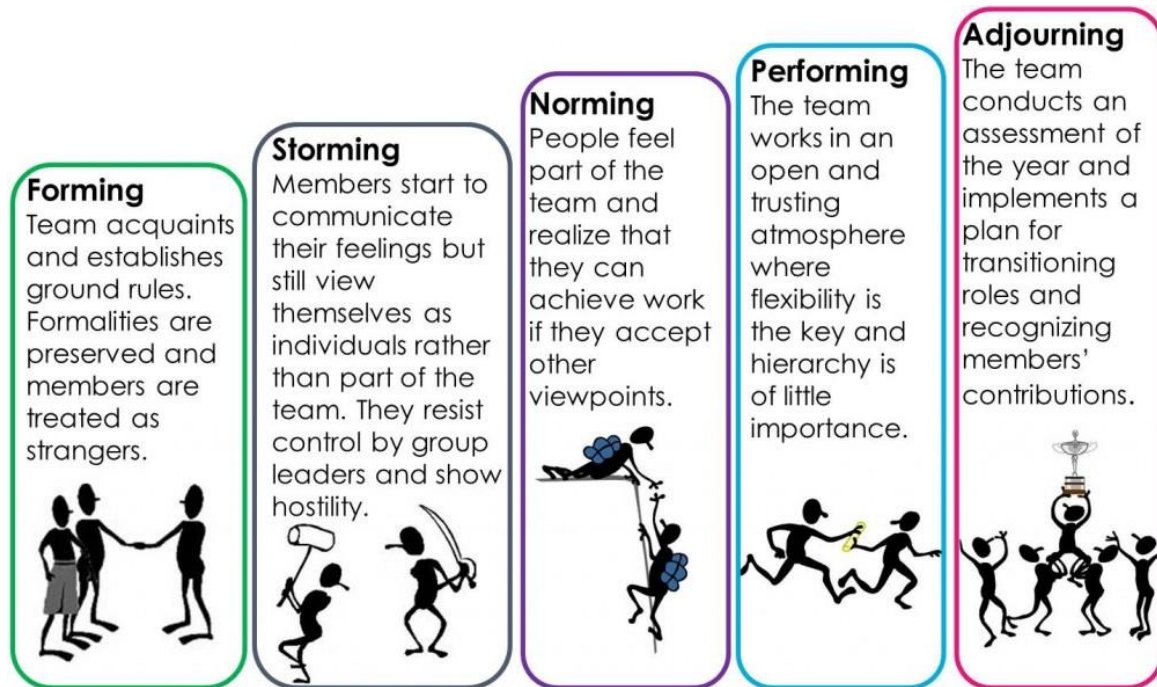 Forming
Team acquaints
and establishes
ground rules.
Formalities are
preserved and
members are
treated as
strangers.
Storming
Members start to
communicate
their feelings but
still view
themselves as
individuals rather
than part of the
team. They resist
control by group
leaders and show
hostility.
Norming
People feel
part of the
team and
realize that
they can
achieve work
if they accept
other
viewpoints.
Performing
The team
works in an
open and
trusting
atmosphere
where
flexibility is
the key and
hierarchy is
of little
importance.
Adjourning
The team
conducts an
assessment of
the year and
implements a
plan for
transitioning
roles and
recognizing
members'
contributions.